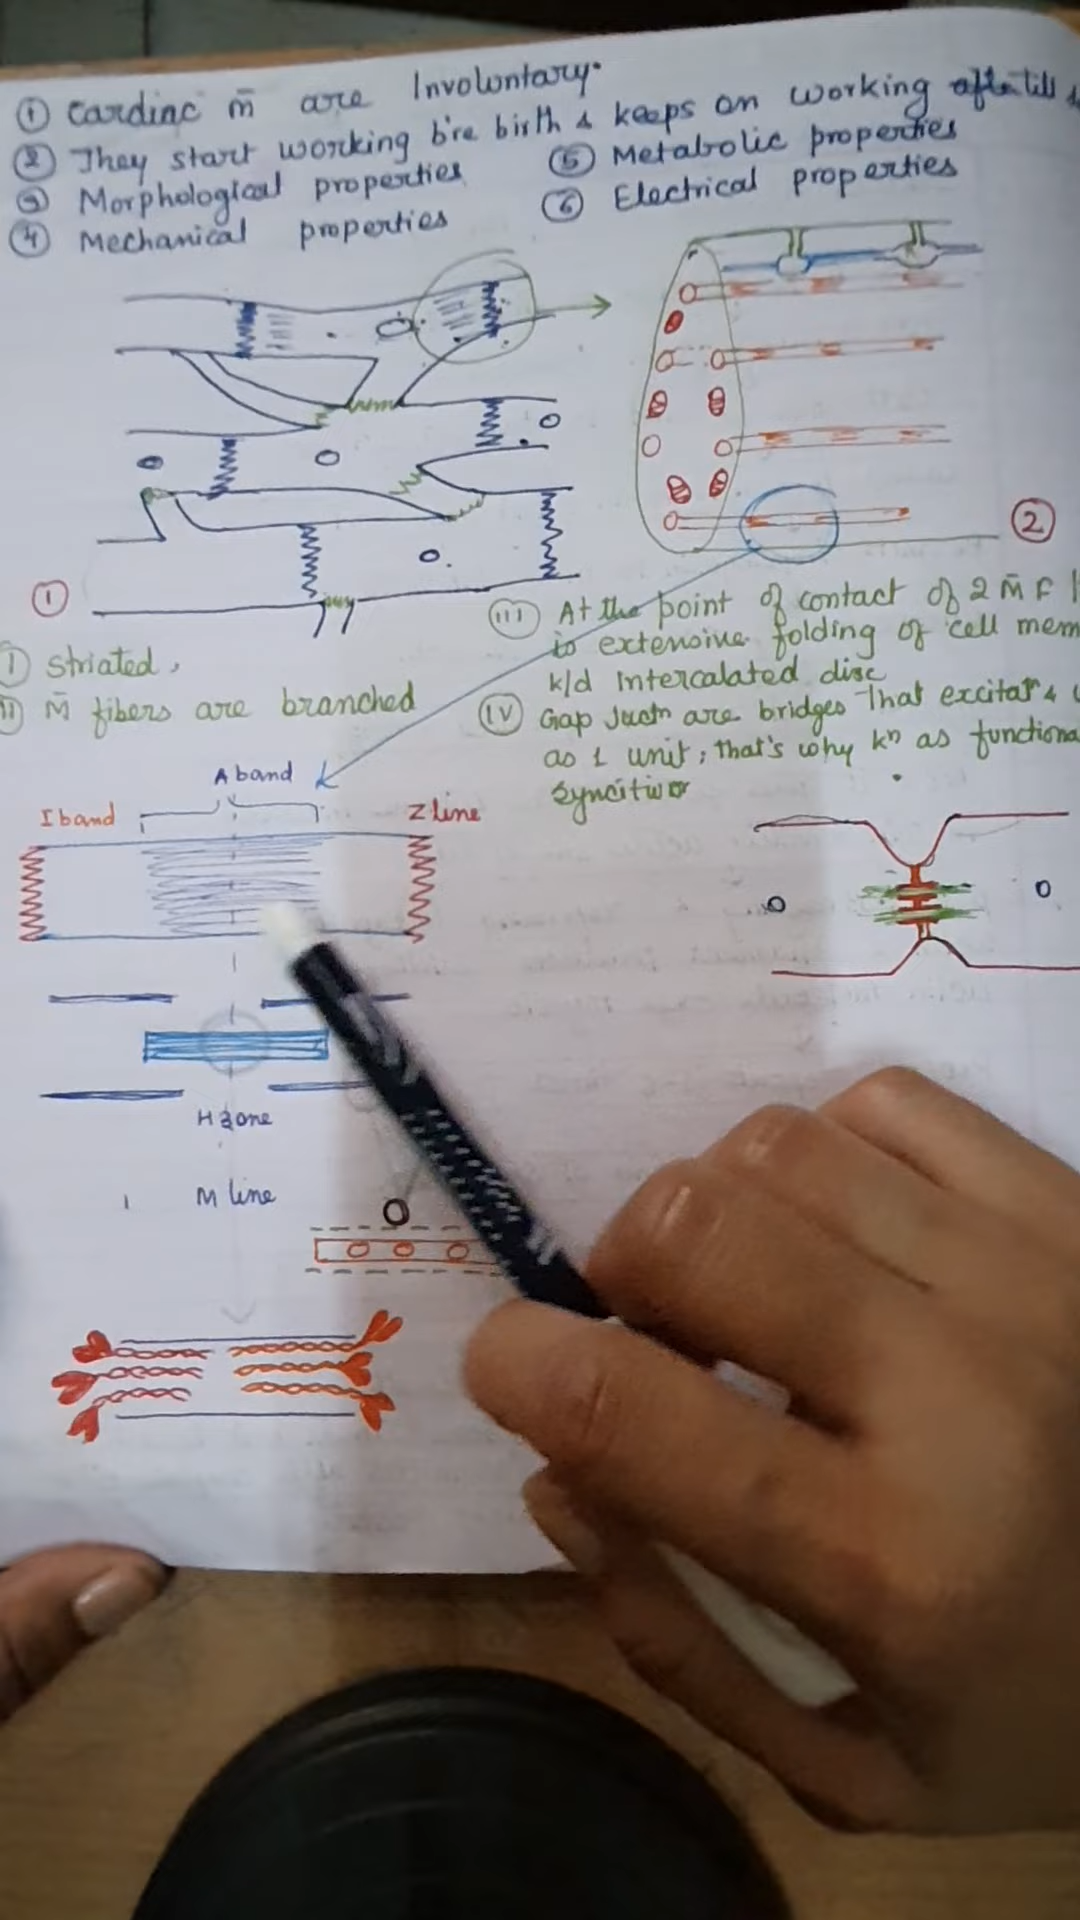 ① Cardiac m̄ are Involuntary.
② They start working b're birth & keeps on working till
③ Morphological properties
④ Mechanical properties
⑤ Metabolic properties
⑥ Electrical properties
①
②
I) Striated,
II) M̄ fibers are branched
III) At the point of contact of 2 M̄ F
is extensive folding of cell mem
k/d Intercalated disc
IV) Gap Juctⁿ are bridges That excitatⁿ &
as 1 unit, that's why kⁿ as functiona
Syncitium
A band
I band
Z line
H zone
M line